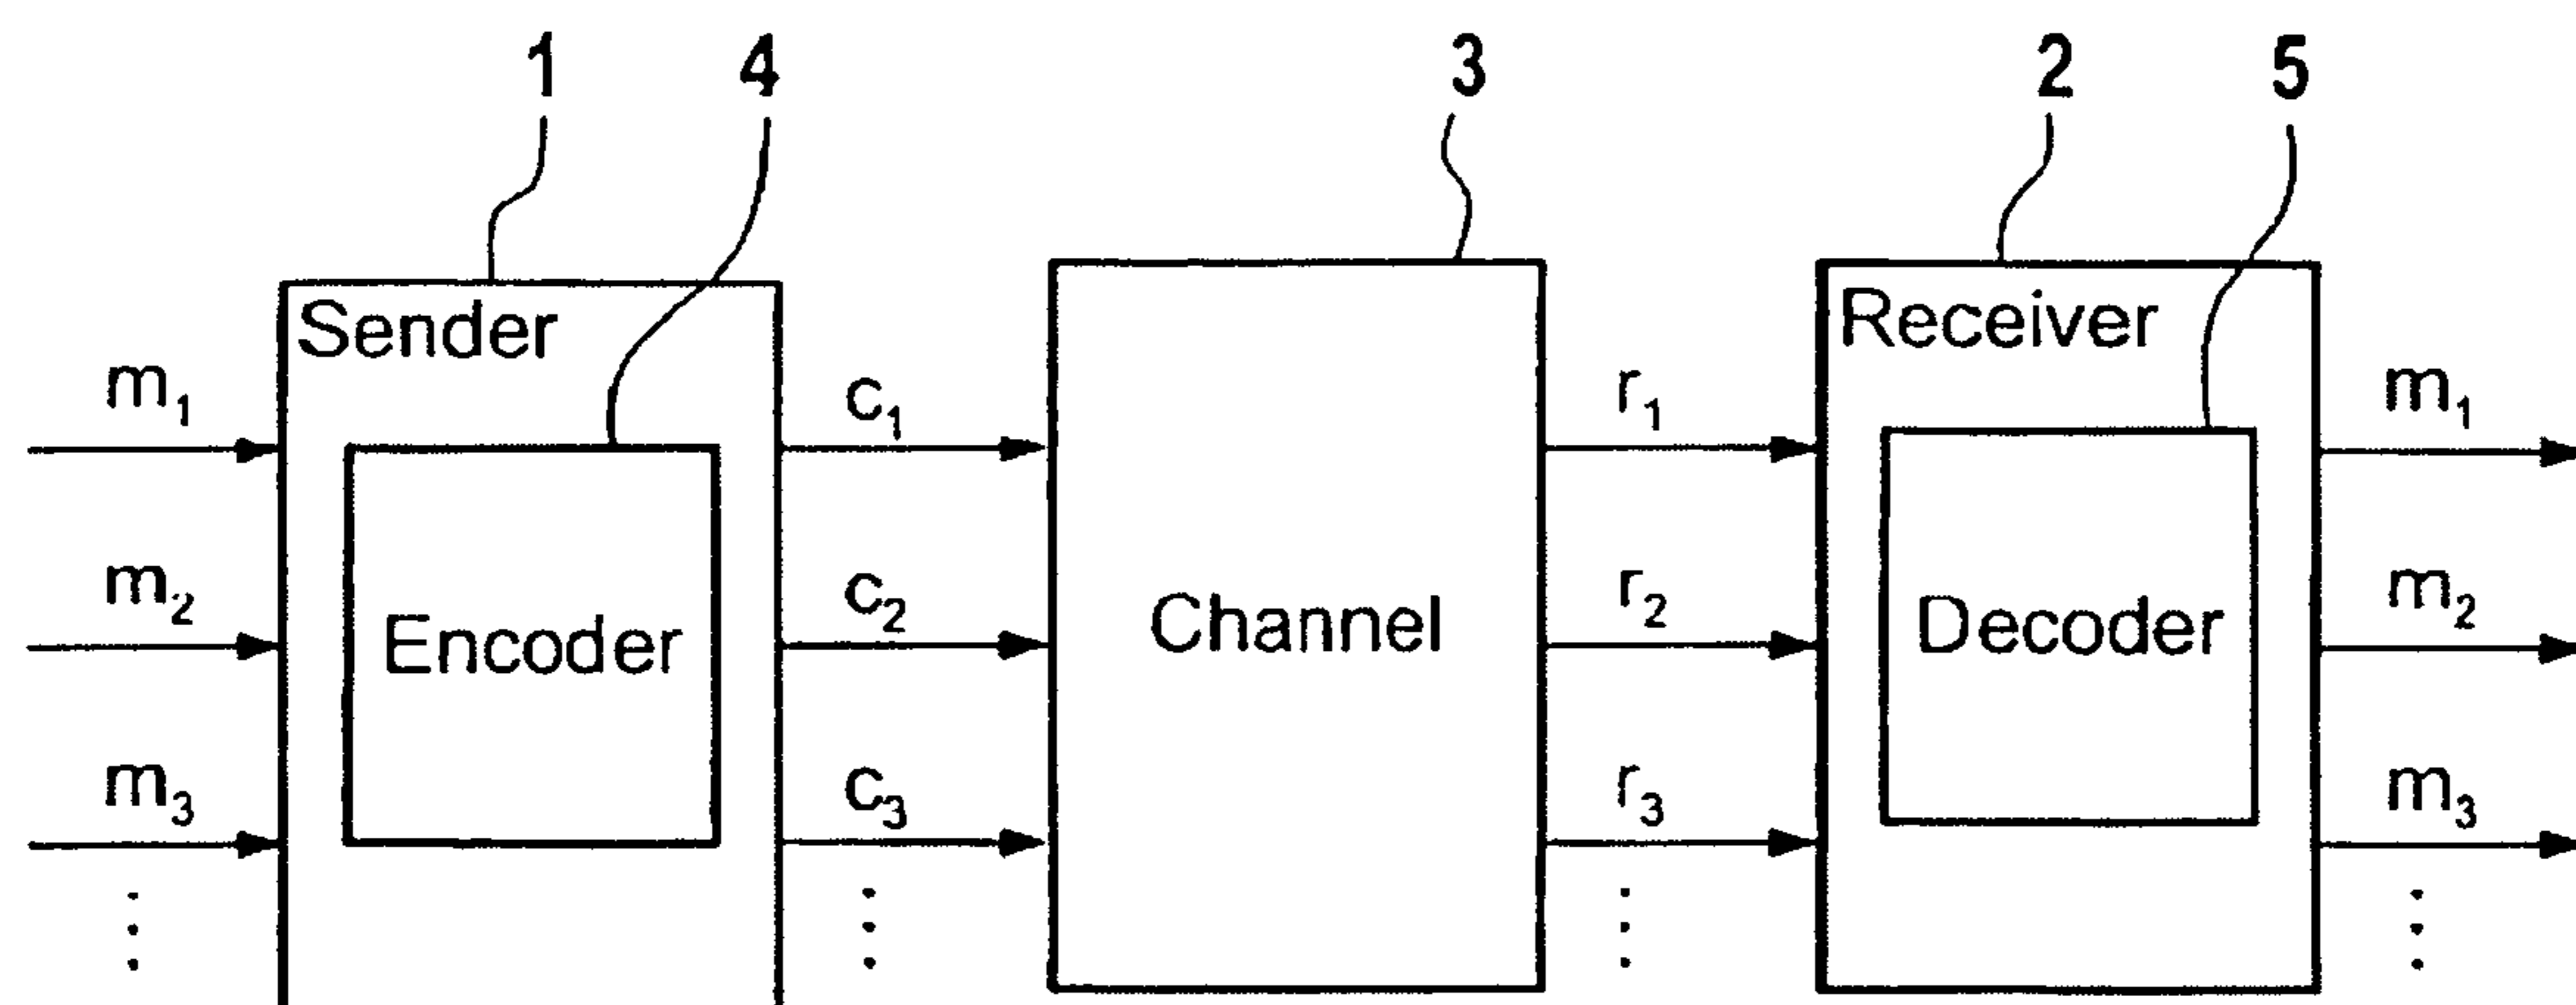 1 4 3 2 5
Sender
Receiver
m₁ c₁ r₁ m₁
m₂ c₂ r₂ m₂
Encoder Channel Decoder
m₃ c₃ r₃ m₃